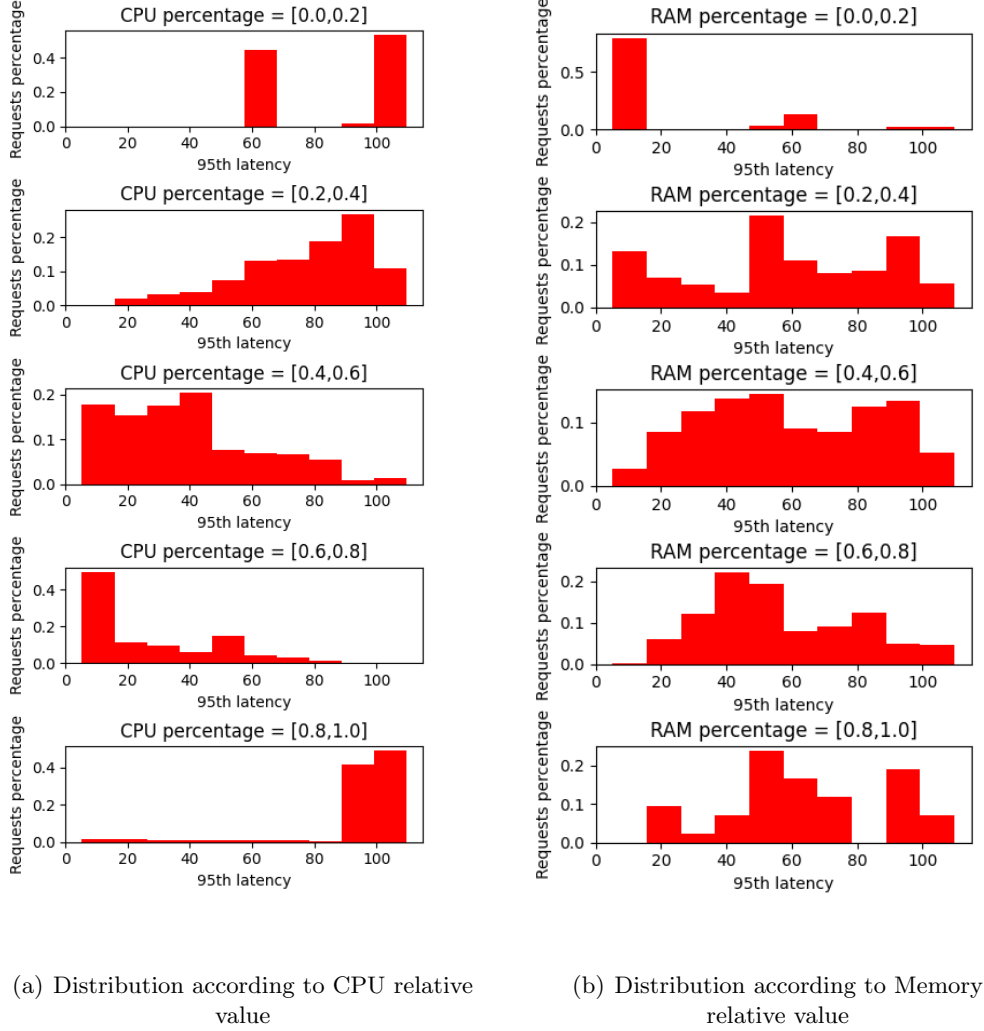 CPU percentage = [0.0,0.2]
Requests percentage
0.4
0.2
0.0
0 20 40 60 80 100
95th latency
CPU percentage = [0.2,0.4]
Requests percentage
0.2
0.1
0.0
0 20 40 60 80 100
95th latency
CPU percentage = [0.4,0.6]
Requests percentage
0.2
0.1
0.0
0 20 40 60 80 100
95th latency
CPU percentage = [0.6,0.8]
Requests percentage
0.4
0.2
0.0
0 20 40 60 80 100
95th latency
CPU percentage = [0.8,1.0]
Requests percentage
0.4
0.2
0.0
0 20 40 60 80 100
95th latency
(a) Distribution according to CPU relative
value
RAM percentage = [0.0,0.2]
Requests percentage
0.5
0.0
0 20 40 60 80 100
95th latency
RAM percentage = [0.2,0.4]
Requests percentage
0.2
0.1
0.0
0 20 40 60 80 100
95th latency
RAM percentage = [0.4,0.6]
Requests percentage
0.1
0.0
0 20 40 60 80 100
95th latency
RAM percentage = [0.6,0.8]
Requests percentage
0.2
0.1
0.0
0 20 40 60 80 100
95th latency
RAM percentage = [0.8,1.0]
Requests percentage
0.2
0.1
0.0
0 20 40 60 80 100
95th latency
(b) Distribution according to Memory
relative value